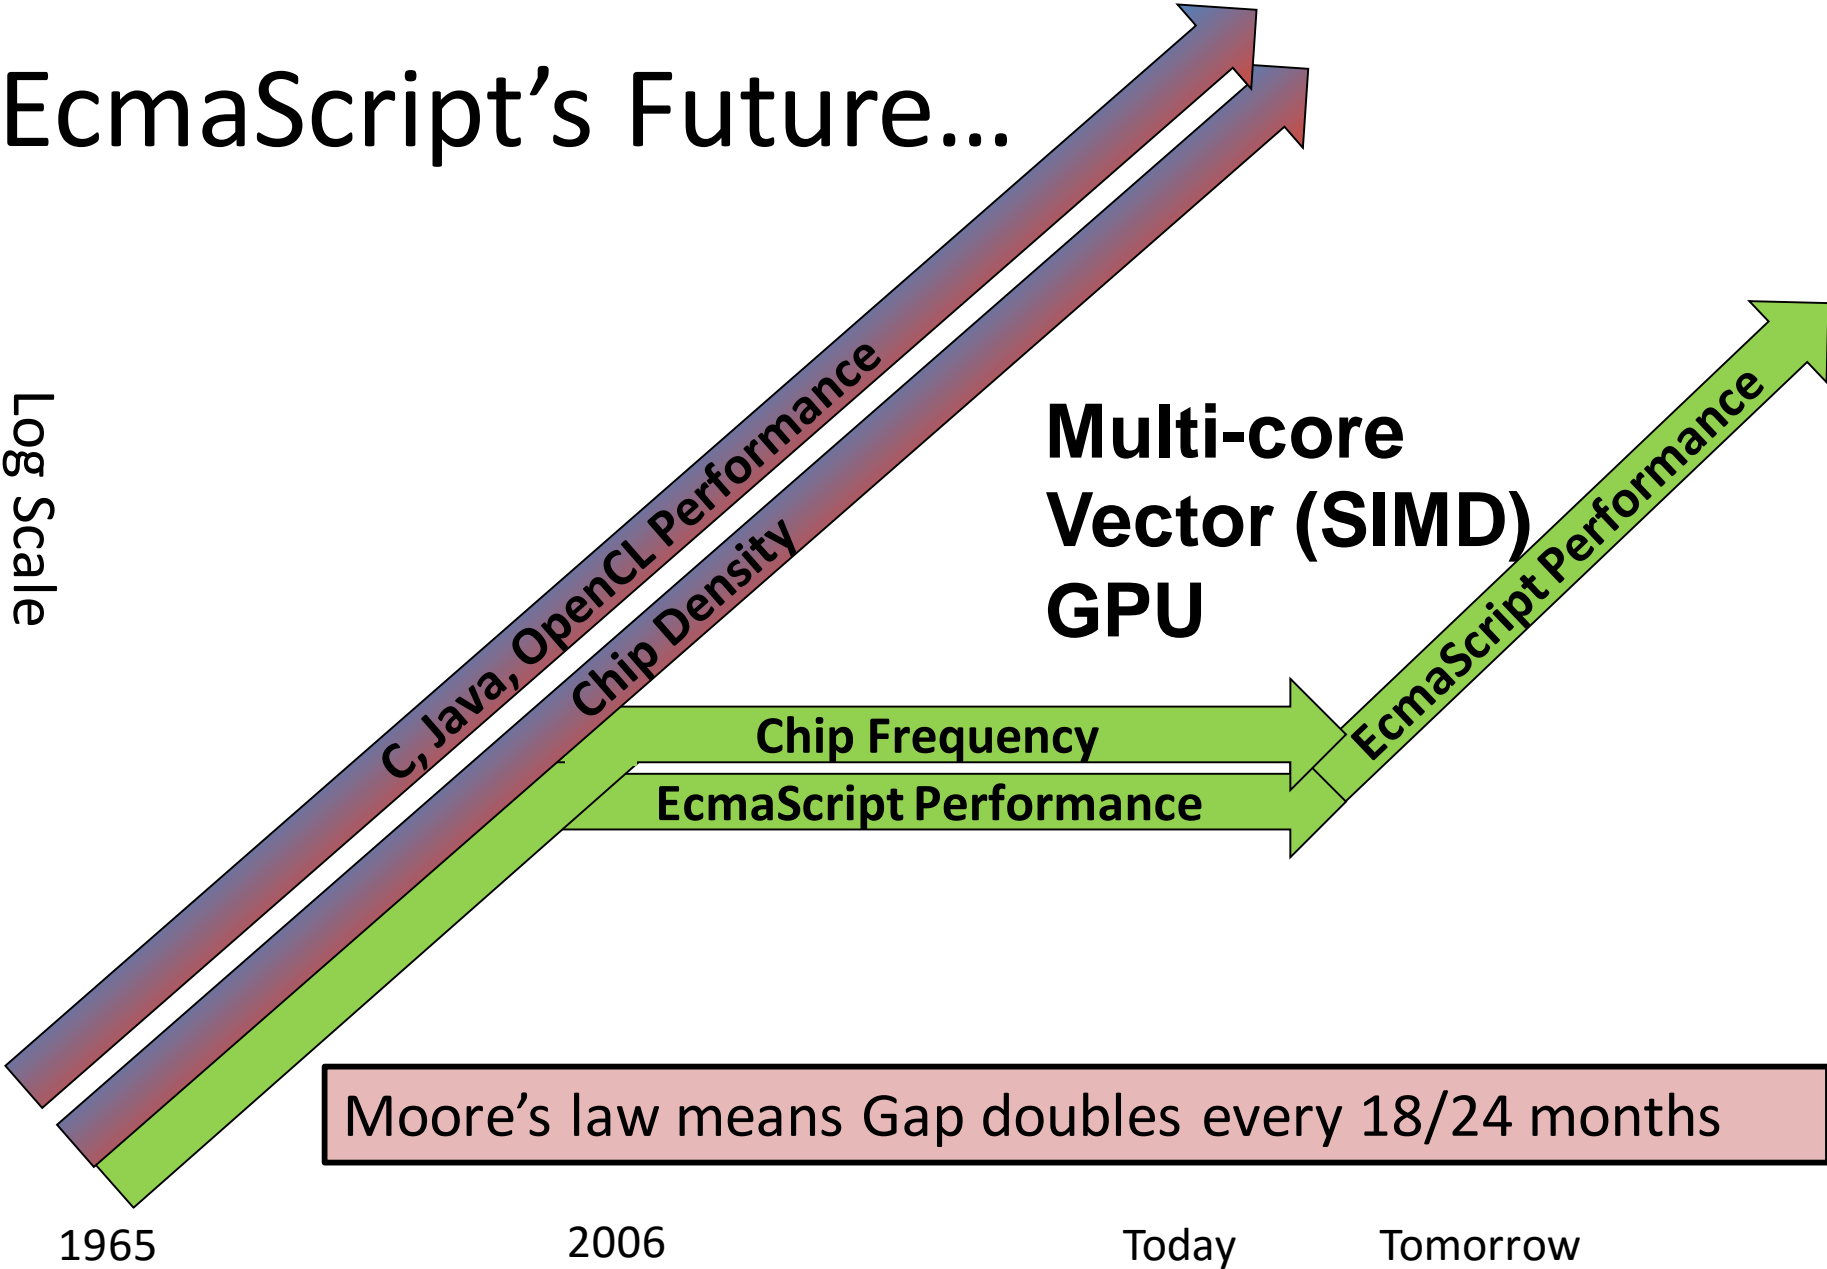 EcmaScript’s Future…
Log Scale
C, Java, OpenCL Performance
Chip Density
Multi-core
Vector (SIMD)
GPU
EcmaScript Performance
Chip Frequency
EcmaScript Performance
Moore’s law means Gap doubles every 18/24 months
1965
2006
Today
Tomorrow